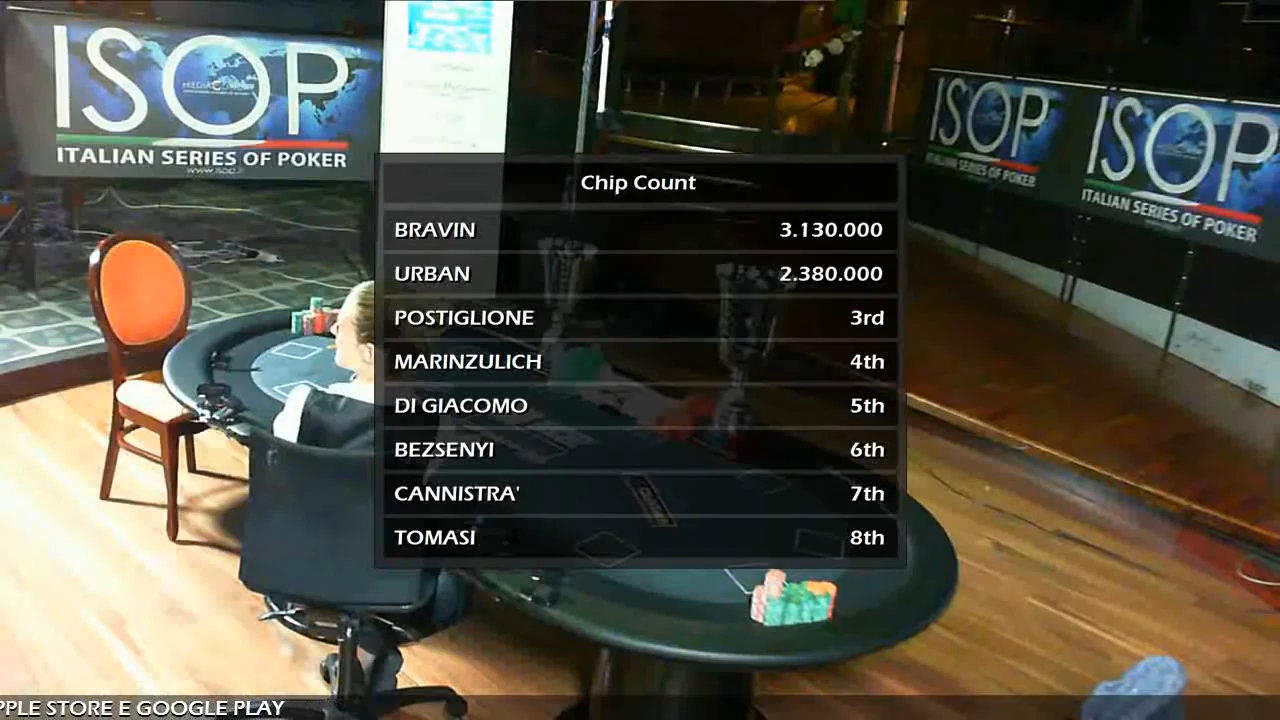 ISOP
ITALIAN SERIES OF POKER
Chip Count
BRAVIN 3.130.000
URBAN 2.380.000
POSTIGLIONE 3rd
MARINZULICH 4th
DI GIACOMO 5th
BEZSENYI 6th
CANNISTRA' 7th
TOMASI 8th
ISOP
ITALIAN SERIES OF POKER
ISOP
ITALIAN SERIES OF POKER
PPLE STORE E GOOGLE PLAY